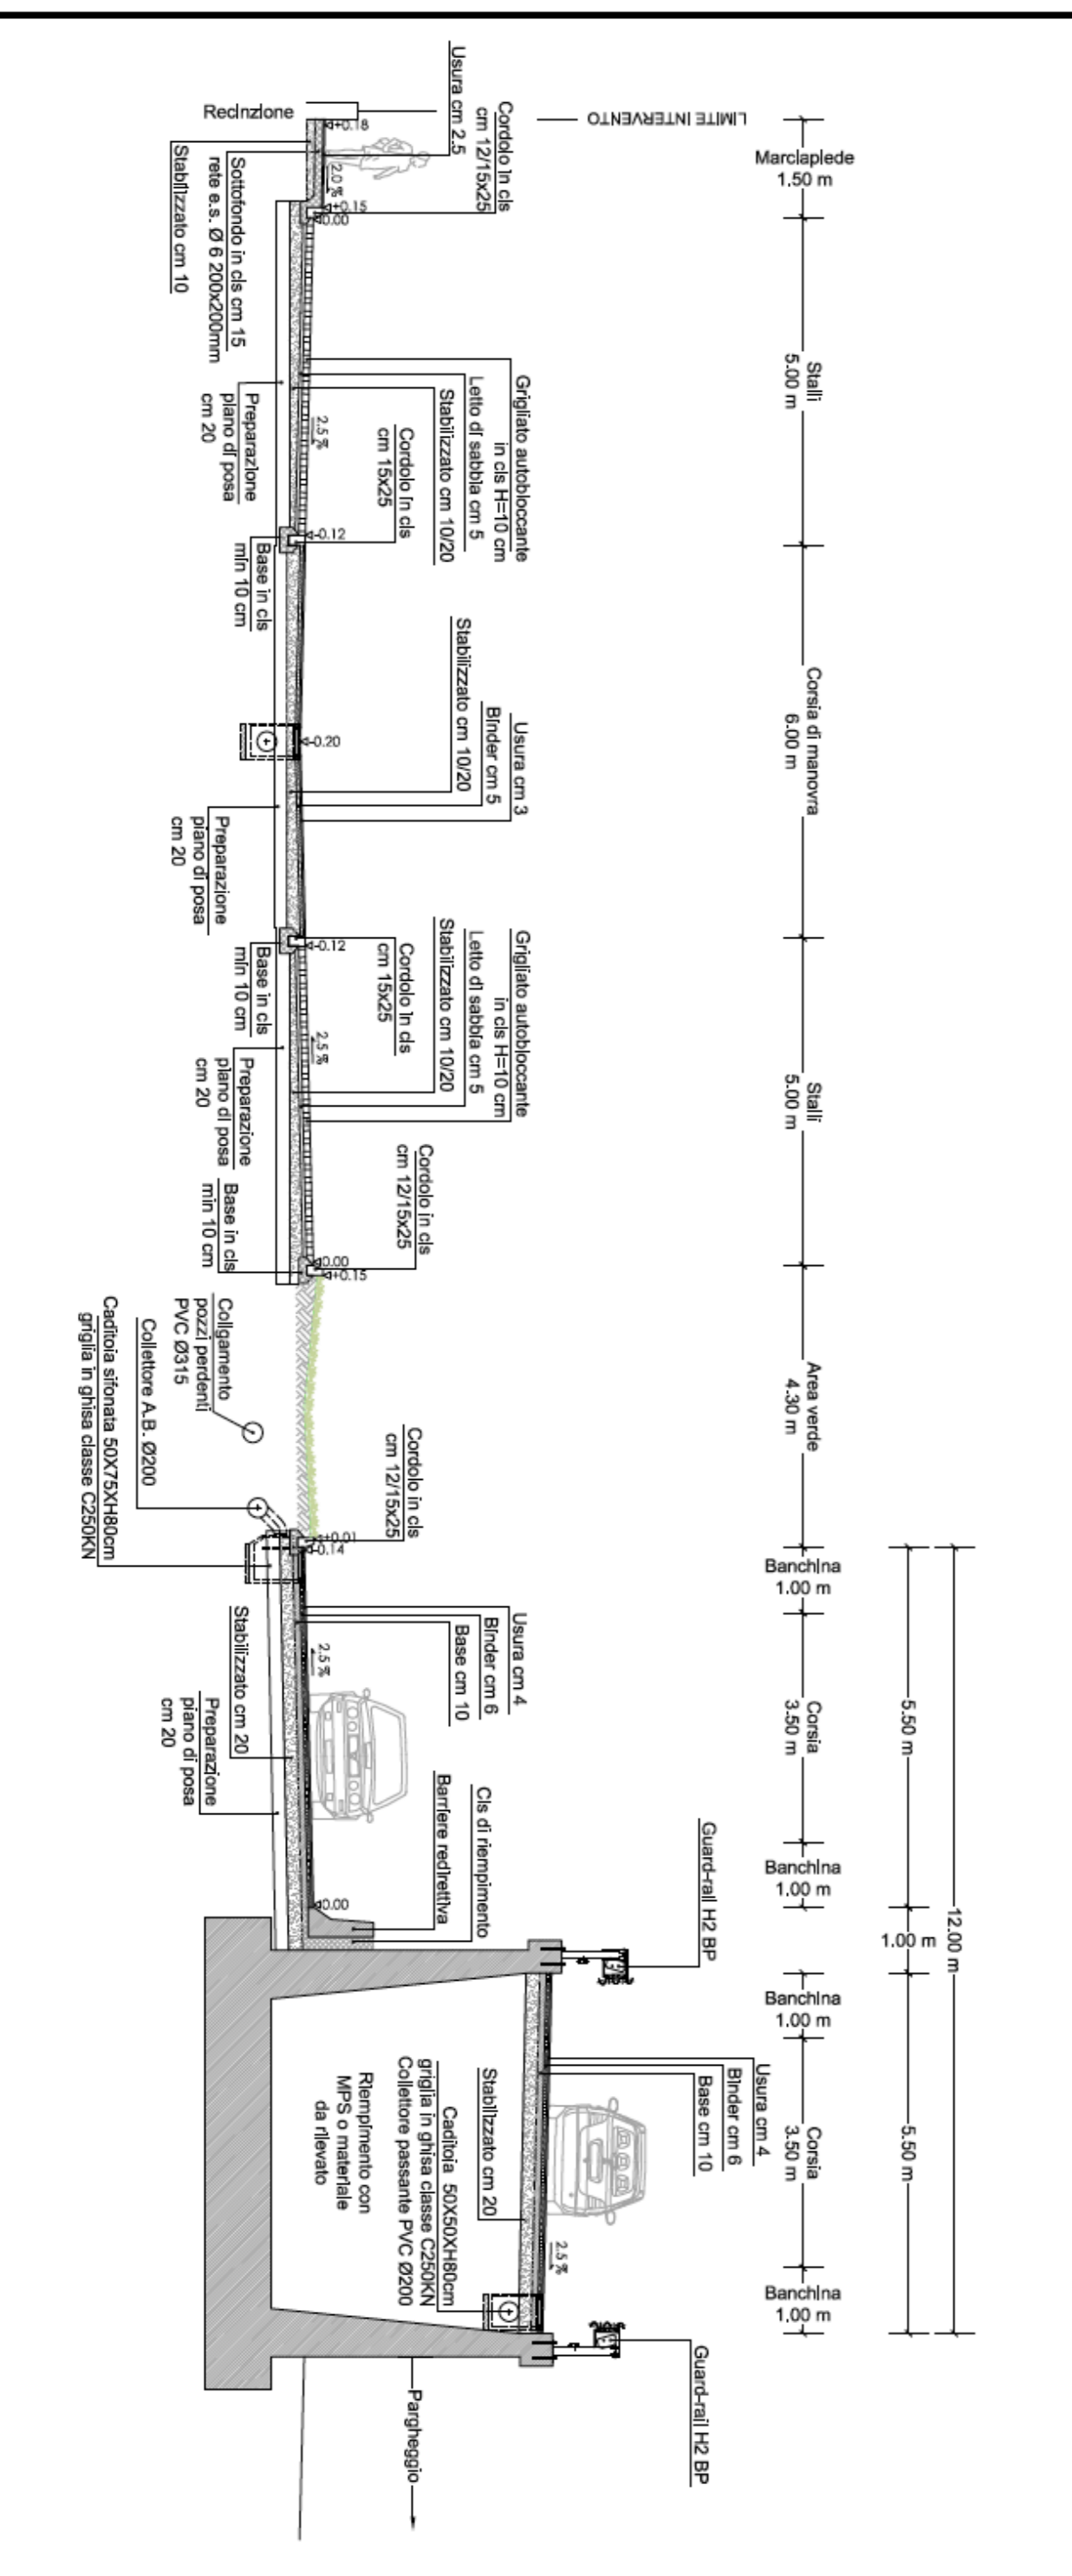 LIMITE INTERVENTO
Marciapiede
1.50 m
Stalli
5.00 m
Corsia di manovra
6.00 m
Stalli
5.00 m
Area verde
4.30 m
Banchina
1.00 m
Corsia
3.50 m
Banchina
1.00 m
Banchina
1.00 m
Corsia
3.50 m
Banchina
1.00 m
5.50 m
1.00 m
5.50 m
12.00 m
Recinzione
Usura cm 2.5
Cordolo in cls
cm 12/15x25
+0.18
2.0 %
+0.15
0.00
Sottofondo in cls cm 15
rete e.s. Ø 6 200x200mm
Stabilizzato cm 10
Grigliato autobloccante
in cls H=10 cm
Letto di sabbia cm 5
Stabilizzato cm 10/20
Cordolo in cls
cm 15x25
2.5 %
Preparazione
piano di posa
cm 20
-0.12
Base in cls
min 10 cm
Usura cm 3
Binder cm 5
Stabilizzato cm 10/20
-0.20
Preparazione
piano di posa
cm 20
Grigliato autobloccante
in cls H=10 cm
Letto di sabbia cm 5
Stabilizzato cm 10/20
Cordolo in cls
cm 15x25
-0.12
2.5 %
Base in cls
min 10 cm
Preparazione
piano di posa
cm 20
Cordolo in cls
cm 12/15x25
0.00
+0.15
Base in cls
min 10 cm
Collgamento
pozzi perdenti
PVC Ø315
Collettore A.B. Ø200
Caditoia sifonata 50X75XH80cm
griglia in ghisa classe C250KN
Cordolo in cls
cm 12/15x25
+0.01
-0.14
Usura cm 4
Binder cm 6
Base cm 10
2.5 %
Stabilizzato cm 20
Preparazione
piano di posa
cm 20
Cls di riempimento
Barriere redirettiva
0.00
Guard-rail H2 BP
Usura cm 4
Binder cm 6
Base cm 10
Stabilizzato cm 20
Caditoia 50X50XH80cm
griglia in ghisa classe C250KN
Collettore passante PVC Ø200
Riempimento con
MPS o materiale
da rilevato
2.5 %
Guard-rail H2 BP
Pargheggio